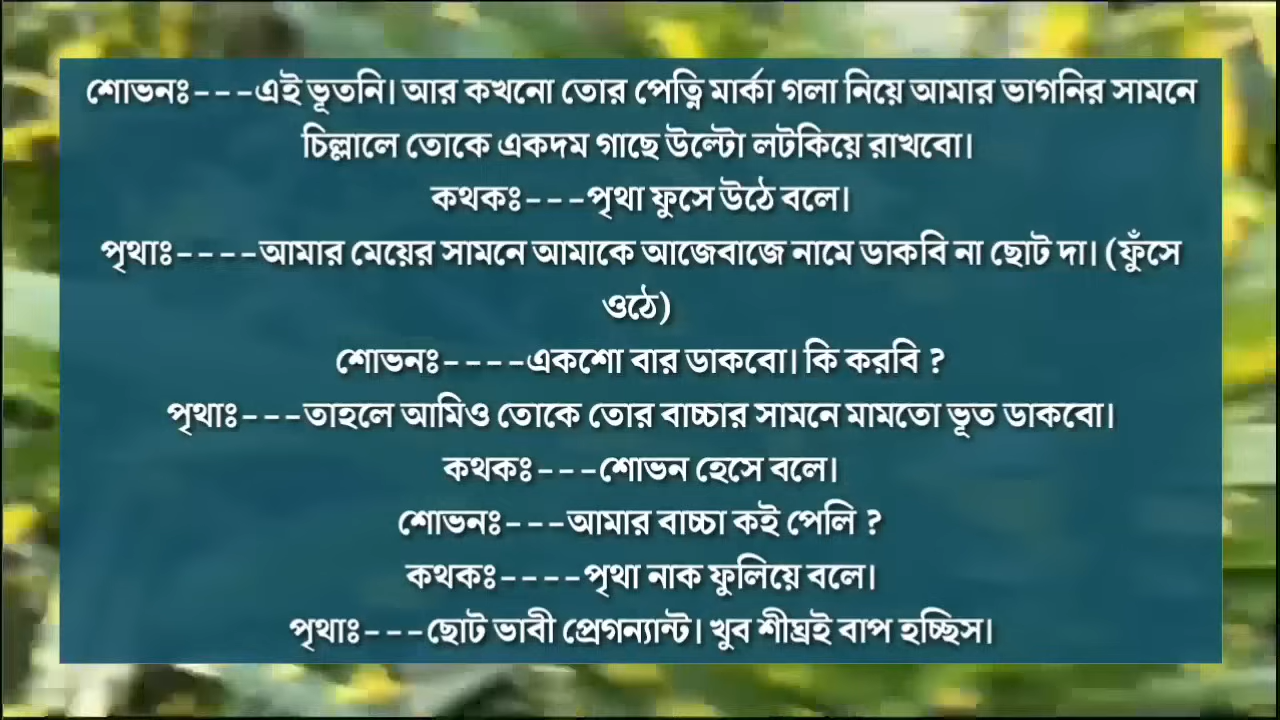 শোভনঃ---এই ভূতনি। আর কখনো তোর পেত্নি মার্কা গলা নিয়ে আমার ভাগনির সামনে
চিল্লালে তোকে একদম গাছে উল্টো লটকিয়ে রাখবো।
কথকঃ---পৃথা ফুসে উঠে বলে।
পৃথাঃ----আমার মেয়ের সামনে আমাকে আজেবাজে নামে ডাকবি না ছোট দা। (ফুঁসে
ওঠে)
শোভনঃ----একশো বার ডাকবো। কি করবি ?
পৃথাঃ---তাহলে আমিও তোকে তোর বাচ্চার সামনে মামতো ভূত ডাকবো।
কথকঃ---শোভন হেসে বলে।
শোভনঃ---আমার বাচ্চা কই পেলি ?
কথকঃ----পৃথা নাক ফুলিয়ে বলে।
পৃথাঃ---ছোট ভাবী প্রেগন্যান্ট। খুব শীঘ্রই বাপ হচ্ছিস।